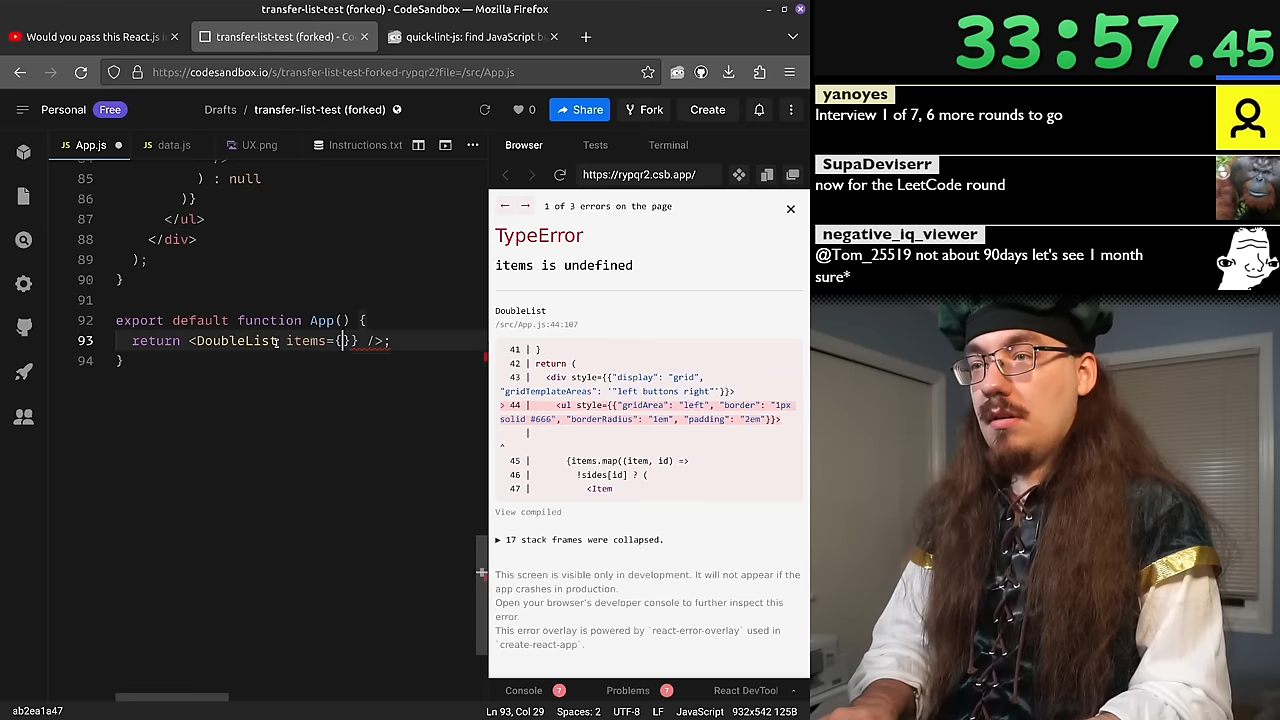 transfer-list-test (forked) - CodeSandbox — Mozilla Firefox
Would you pass this React.js i
transfer-list-test (forked) - Co
quick-lint-js: find JavaScript b
https://codesandbox.io/s/transfer-list-test-forked-rypqr2?file=/src/App.js
Personal Free
Drafts / transfer-list-test (forked)
0
Share
Fork
Create
JS App.js
JS data.js
UX.png
Instructions.txt
Browser
Tests
Terminal
https://rypqr2.csb.app/
85 ) : null
86 )}
87 </ul>
88 </div>
89 );
90 }
91
92 export default function App() {
93 return <DoubleList items={}} />;
94 }
1 of 3 errors on the page
TypeError
items is undefined
DoubleList
/src/App.js:44:107
41 | }
42 | return (
43 | <div style={{"display": "grid",
"gridTemplateAreas": '"left buttons right"'}}>
> 44 | <ul style={{"gridArea": "left", "border": "1px
solid #666", "borderRadius": "1em", "padding": "2em"}}>
|
^
45 | {items.map((item, id) =>
46 | !sides[id] ? (
47 | <Item
View compiled
▶ 17 stack frames were collapsed.
This screen is visible only in development. It will not appear if the
app crashes in production.
Open your browser's developer console to further inspect this
error.
This error overlay is powered by `react-error-overlay` used in
`create-react-app`.
Console 7
Problems 7
React DevTool
ab2ea1a47
Ln 93, Col 29 Spaces: 2 UTF-8 LF JavaScript 932x542 125B
33:57.45
yanoyes
Interview 1 of 7, 6 more rounds to go
SupaDeviserr
now for the LeetCode round
negative_iq_viewer
@Tom_25519 not about 90days let's see 1 month
sure*